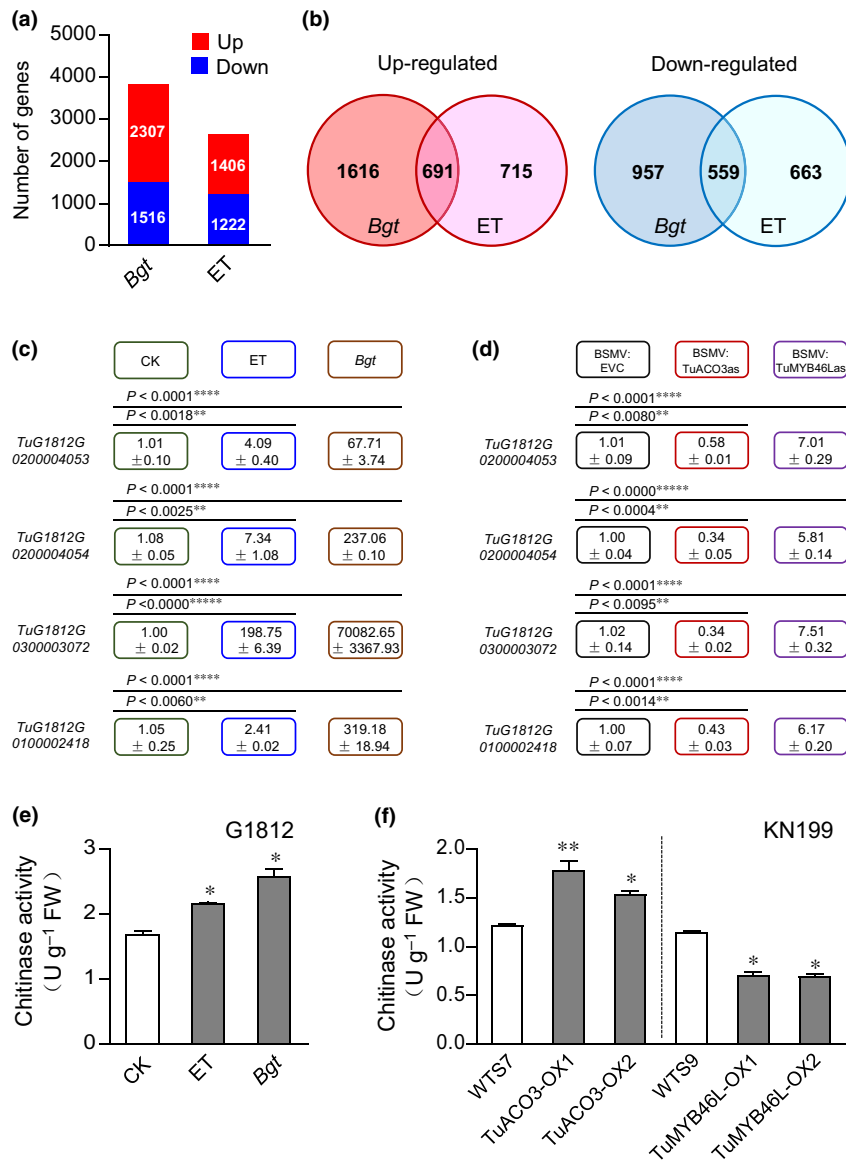 (a)
5000
4000
3000
2000
1000
0
Number of genes
Up
Down
2307
1516
1406
1222
Bgt
ET
(b)
Up-regulated
Down-regulated
1616
691
715
Bgt
ET
957
559
663
Bgt
ET
(c)
CK
ET
Bgt
P < 0.0001****
P < 0.0018**
TuG1812G
0200004053
1.01
± 0.10
4.09
± 0.40
67.71
± 3.74
P < 0.0001****
P < 0.0025**
TuG1812G
0200004054
1.08
± 0.05
7.34
± 1.08
237.06
± 0.10
P < 0.0001****
P <0.0000*****
TuG1812G
0300003072
1.00
± 0.02
198.75
± 6.39
70082.65
± 3367.93
P < 0.0001****
P < 0.0060**
TuG1812G
0100002418
1.05
± 0.25
2.41
± 0.02
319.18
± 18.94
(d)
BSMV:
EVC
BSMV:
TuACO3as
BSMV:
TuMYB46Las
P < 0.0001****
P < 0.0080**
TuG1812G
0200004053
1.01
± 0.09
0.58
± 0.01
7.01
± 0.29
P < 0.0000*****
P < 0.0004**
TuG1812G
0200004054
1.00
± 0.04
0.34
± 0.05
5.81
± 0.14
P < 0.0001****
P < 0.0095**
TuG1812G
0300003072
1.02
± 0.14
0.34
± 0.02
7.51
± 0.32
P < 0.0001****
P < 0.0014**
TuG1812G
0100002418
1.00
± 0.07
0.43
± 0.03
6.17
± 0.20
(e)
G1812
Chitinase activity
（U g⁻¹ FW）
3
2
1
0
*
*
CK
ET
Bgt
(f)
KN199
Chitinase activity
（U g⁻¹ FW）
2.0
1.5
1.0
0.5
0.0
**
*
*
*
WTS7
TuACO3-OX1
TuACO3-OX2
WTS9
TuMYB46L-OX1
TuMYB46L-OX2